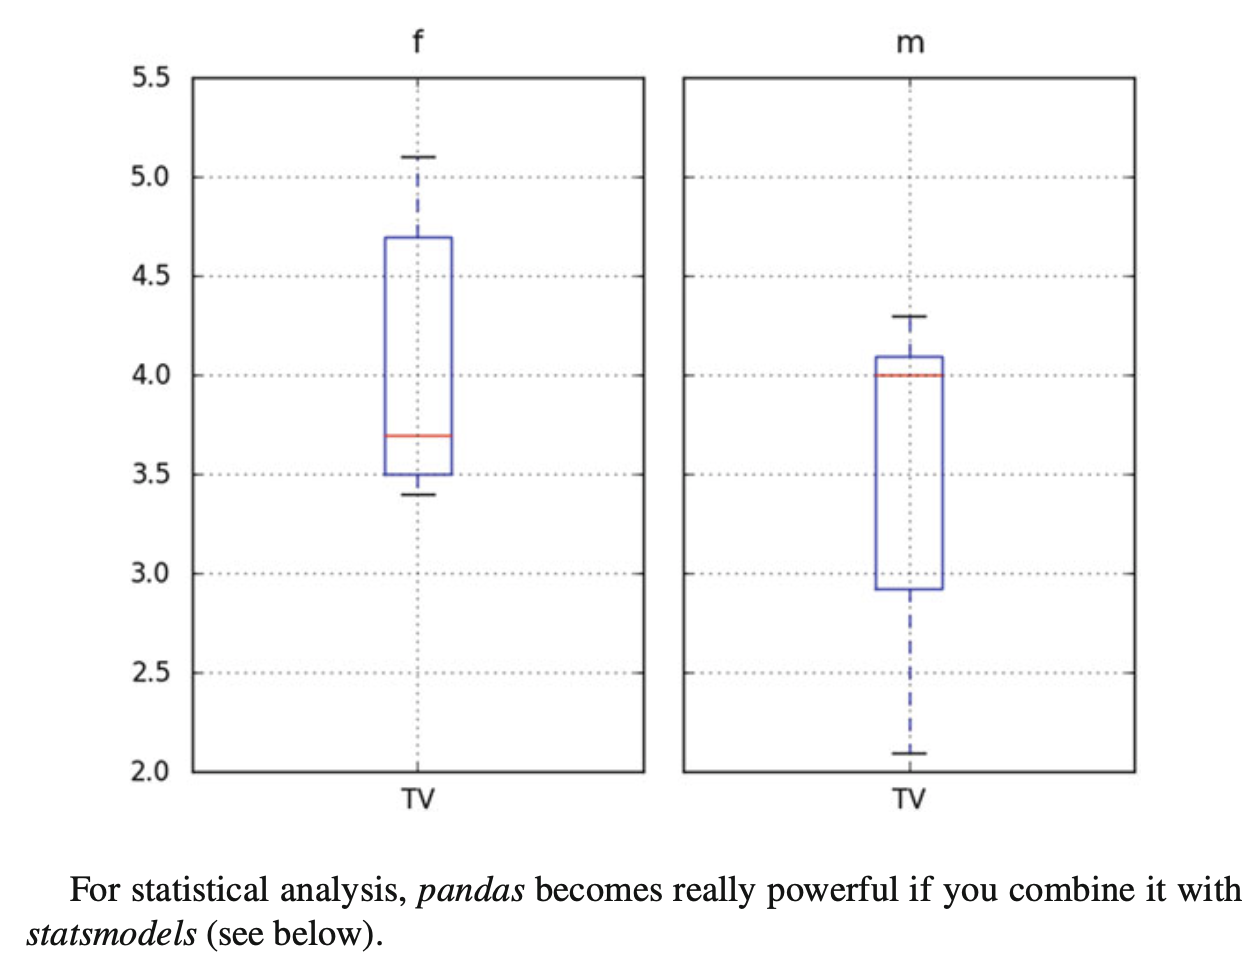 f m
5.5
5.0
4.5
4.0
3.5
3.0
2.5
2.0
TV TV
For statistical analysis, pandas becomes really powerful if you combine it with
statsmodels (see below).